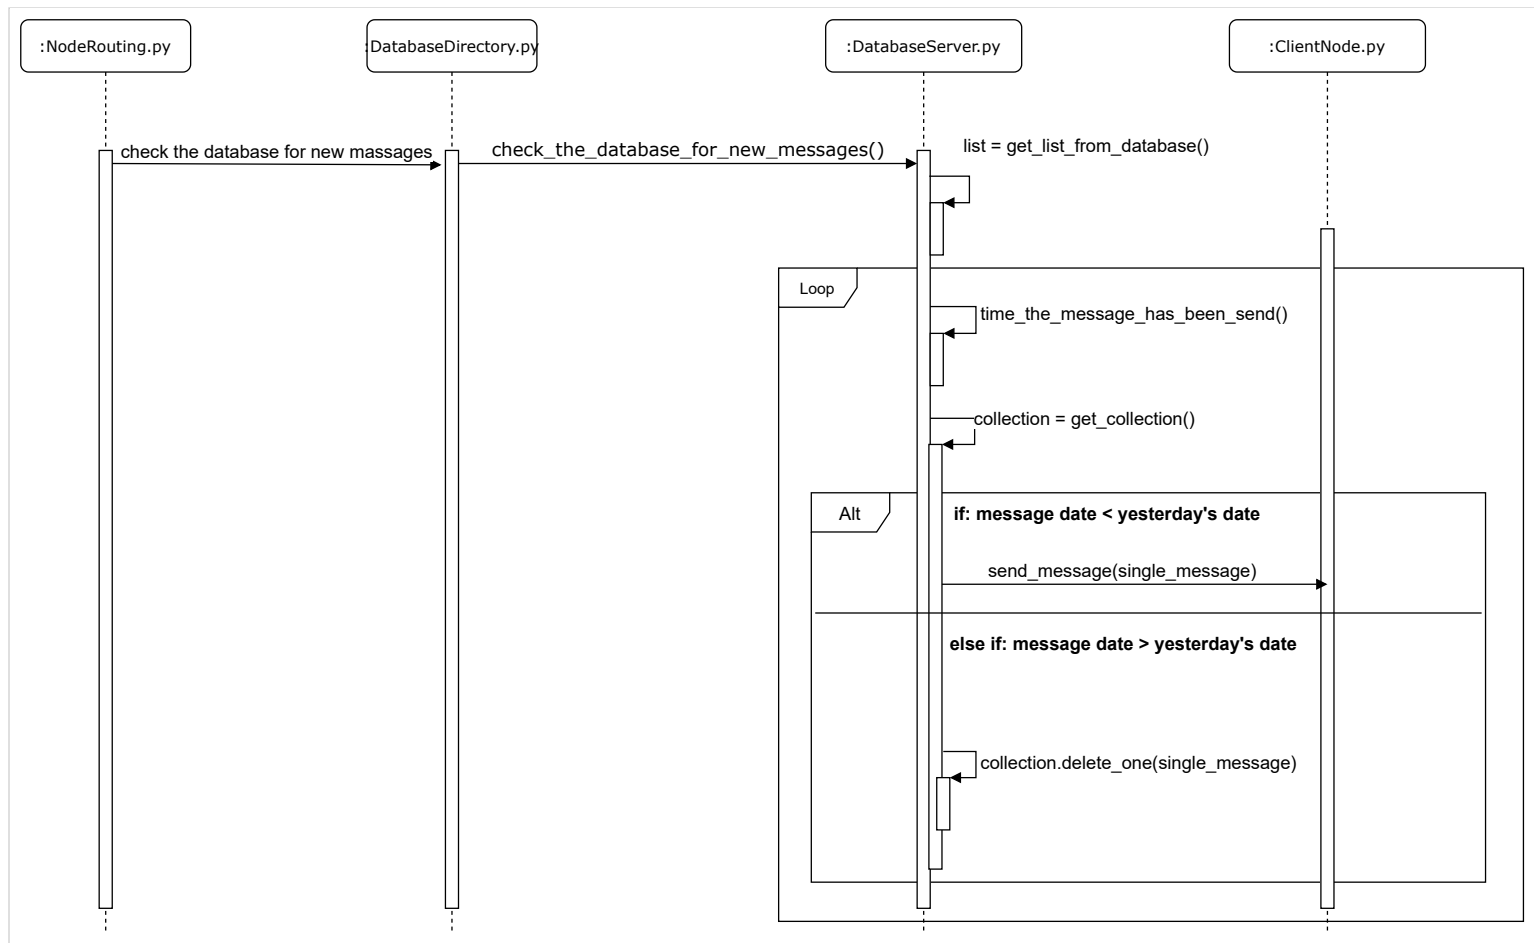 :NodeRouting.py
:DatabaseDirectory.py
:DatabaseServer.py
:ClientNode.py
check the database for new massages
check_the_database_for_new_messages()
list = get_list_from_database()
Loop
time_the_message_has_been_send()
collection = get_collection()
Alt
if: message date < yesterday's date
send_message(single_message)
else if: message date > yesterday's date
collection.delete_one(single_message)